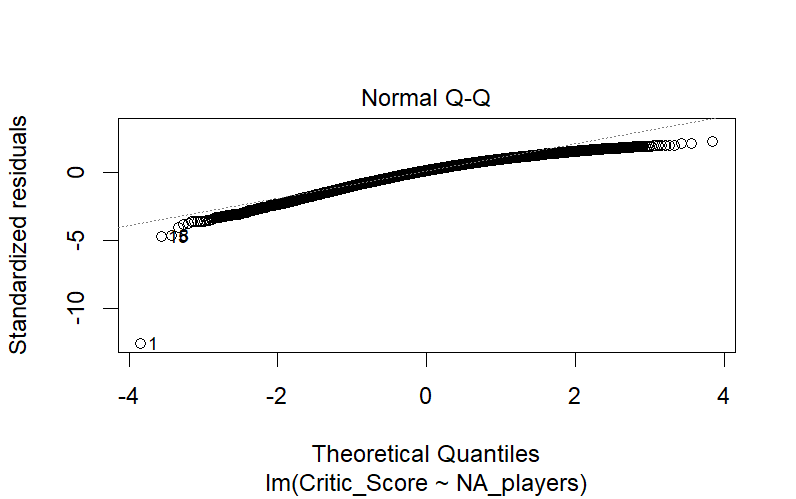 Normal Q-Q
Standardized residuals
0
-5
-10
1
-4
-2
0
2
4
Theoretical Quantiles
lm(Critic_Score ~ NA_players)